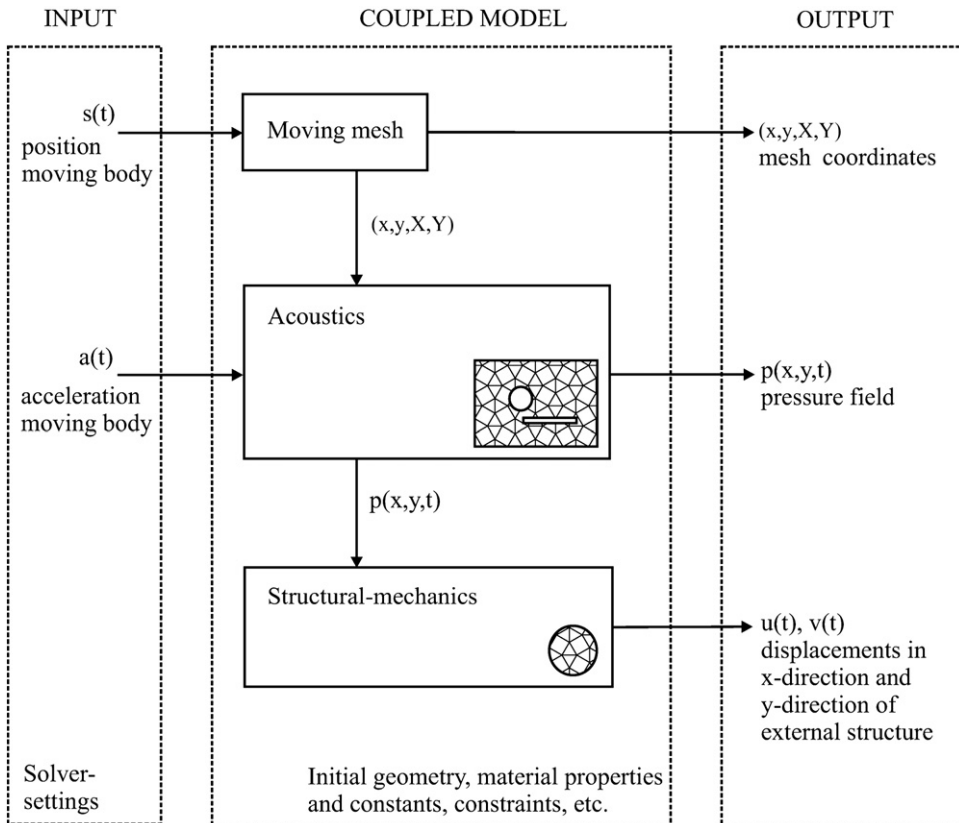 INPUT
COUPLED MODEL
OUTPUT
s(t)
position
moving body
Moving mesh
(x,y,X,Y)
mesh coordinates
(x,y,X,Y)
Acoustics
a(t)
acceleration
moving body
p(x,y,t)
pressure field
p(x,y,t)
Structural-mechanics
u(t), v(t)
displacements in
x-direction and
y-direction of
external structure
Solver-
settings
Initial geometry, material properties
and constants, constraints, etc.